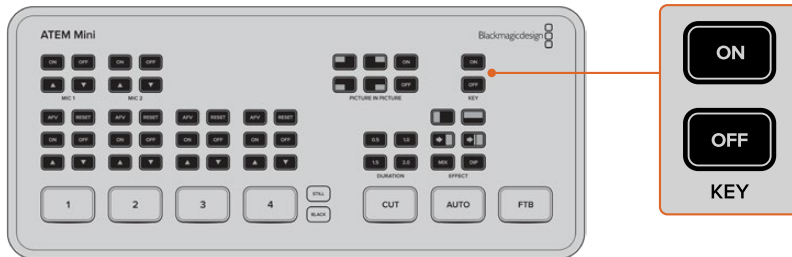 ATEM Mini
Blackmagicdesign
ON OFF ON OFF ON ON
OFF OFF
MIC 1 MIC 2 PICTURE IN PICTURE KEY
AFV RESET AFV RESET AFV RESET AFV RESET
ON OFF ON OFF ON OFF ON OFF 0.5 1.0
1.5 2.0 MIX DIP
DURATION EFFECT
1 2 3 4 STILL CUT AUTO FTB
BLACK
ON
OFF
KEY